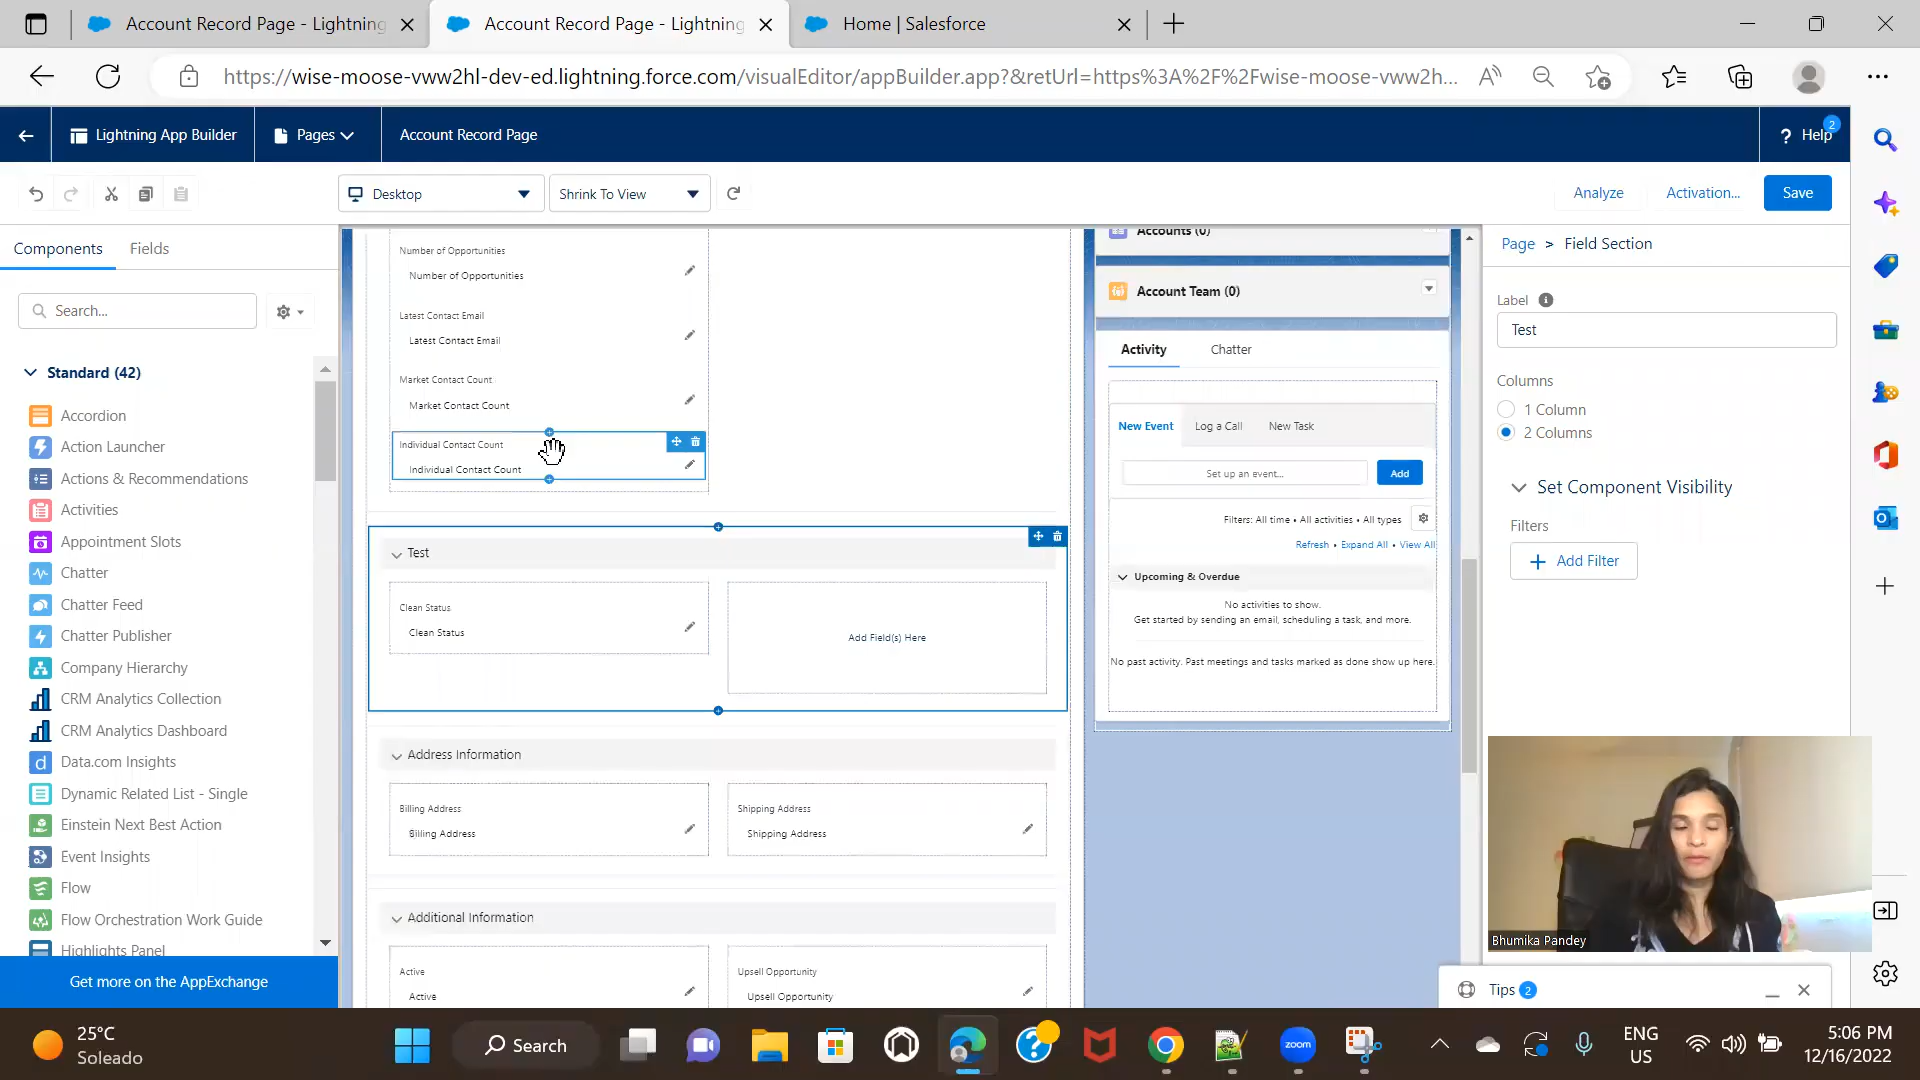 Account Record Page - Lightning
Account Record Page - Lightning
Home | Salesforce
https://wise-moose-vww2hl-dev-ed.lightning.force.com/visualEditor/appBuilder.app?&retUrl=https%3A%2F%2Fwise-moose-vww2h...
Lightning App Builder
Pages
Account Record Page
? Help
2
Desktop
Shrink To View
Analyze
Activation...
Save
Components
Fields
Search...
Standard (42)
Accordion
Action Launcher
Actions & Recommendations
Activities
Appointment Slots
Chatter
Chatter Feed
Chatter Publisher
Company Hierarchy
CRM Analytics Collection
CRM Analytics Dashboard
Data.com Insights
Dynamic Related List - Single
Einstein Next Best Action
Event Insights
Flow
Flow Orchestration Work Guide
Highlights Panel
Get more on the AppExchange
Number of Opportunities
Number of Opportunities
Latest Contact Email
Latest Contact Email
Market Contact Count
Market Contact Count
Individual Contact Count
Individual Contact Count
Test
Clean Status
Clean Status
Add Field(s) Here
Address Information
Billing Address
Billing Address
Shipping Address
Shipping Address
Additional Information
Active
Active
Upsell Opportunity
Upsell Opportunity
Accounts (0)
Account Team (0)
Activity
Chatter
New Event
Log a Call
New Task
Set up an event...
Add
Filters: All time • All activities • All types
Refresh • Expand All • View All
Upcoming & Overdue
No activities to show.
Get started by sending an email, scheduling a task, and more.
No past activity. Past meetings and tasks marked as done show up here.
Page > Field Section
Label
Test
Columns
1 Column
2 Columns
Set Component Visibility
Filters
Add Filter
Bhumika Pandey
Tips 2
25°C
Soleado
Search
zoom
ENG
US
5:06 PM
12/16/2022